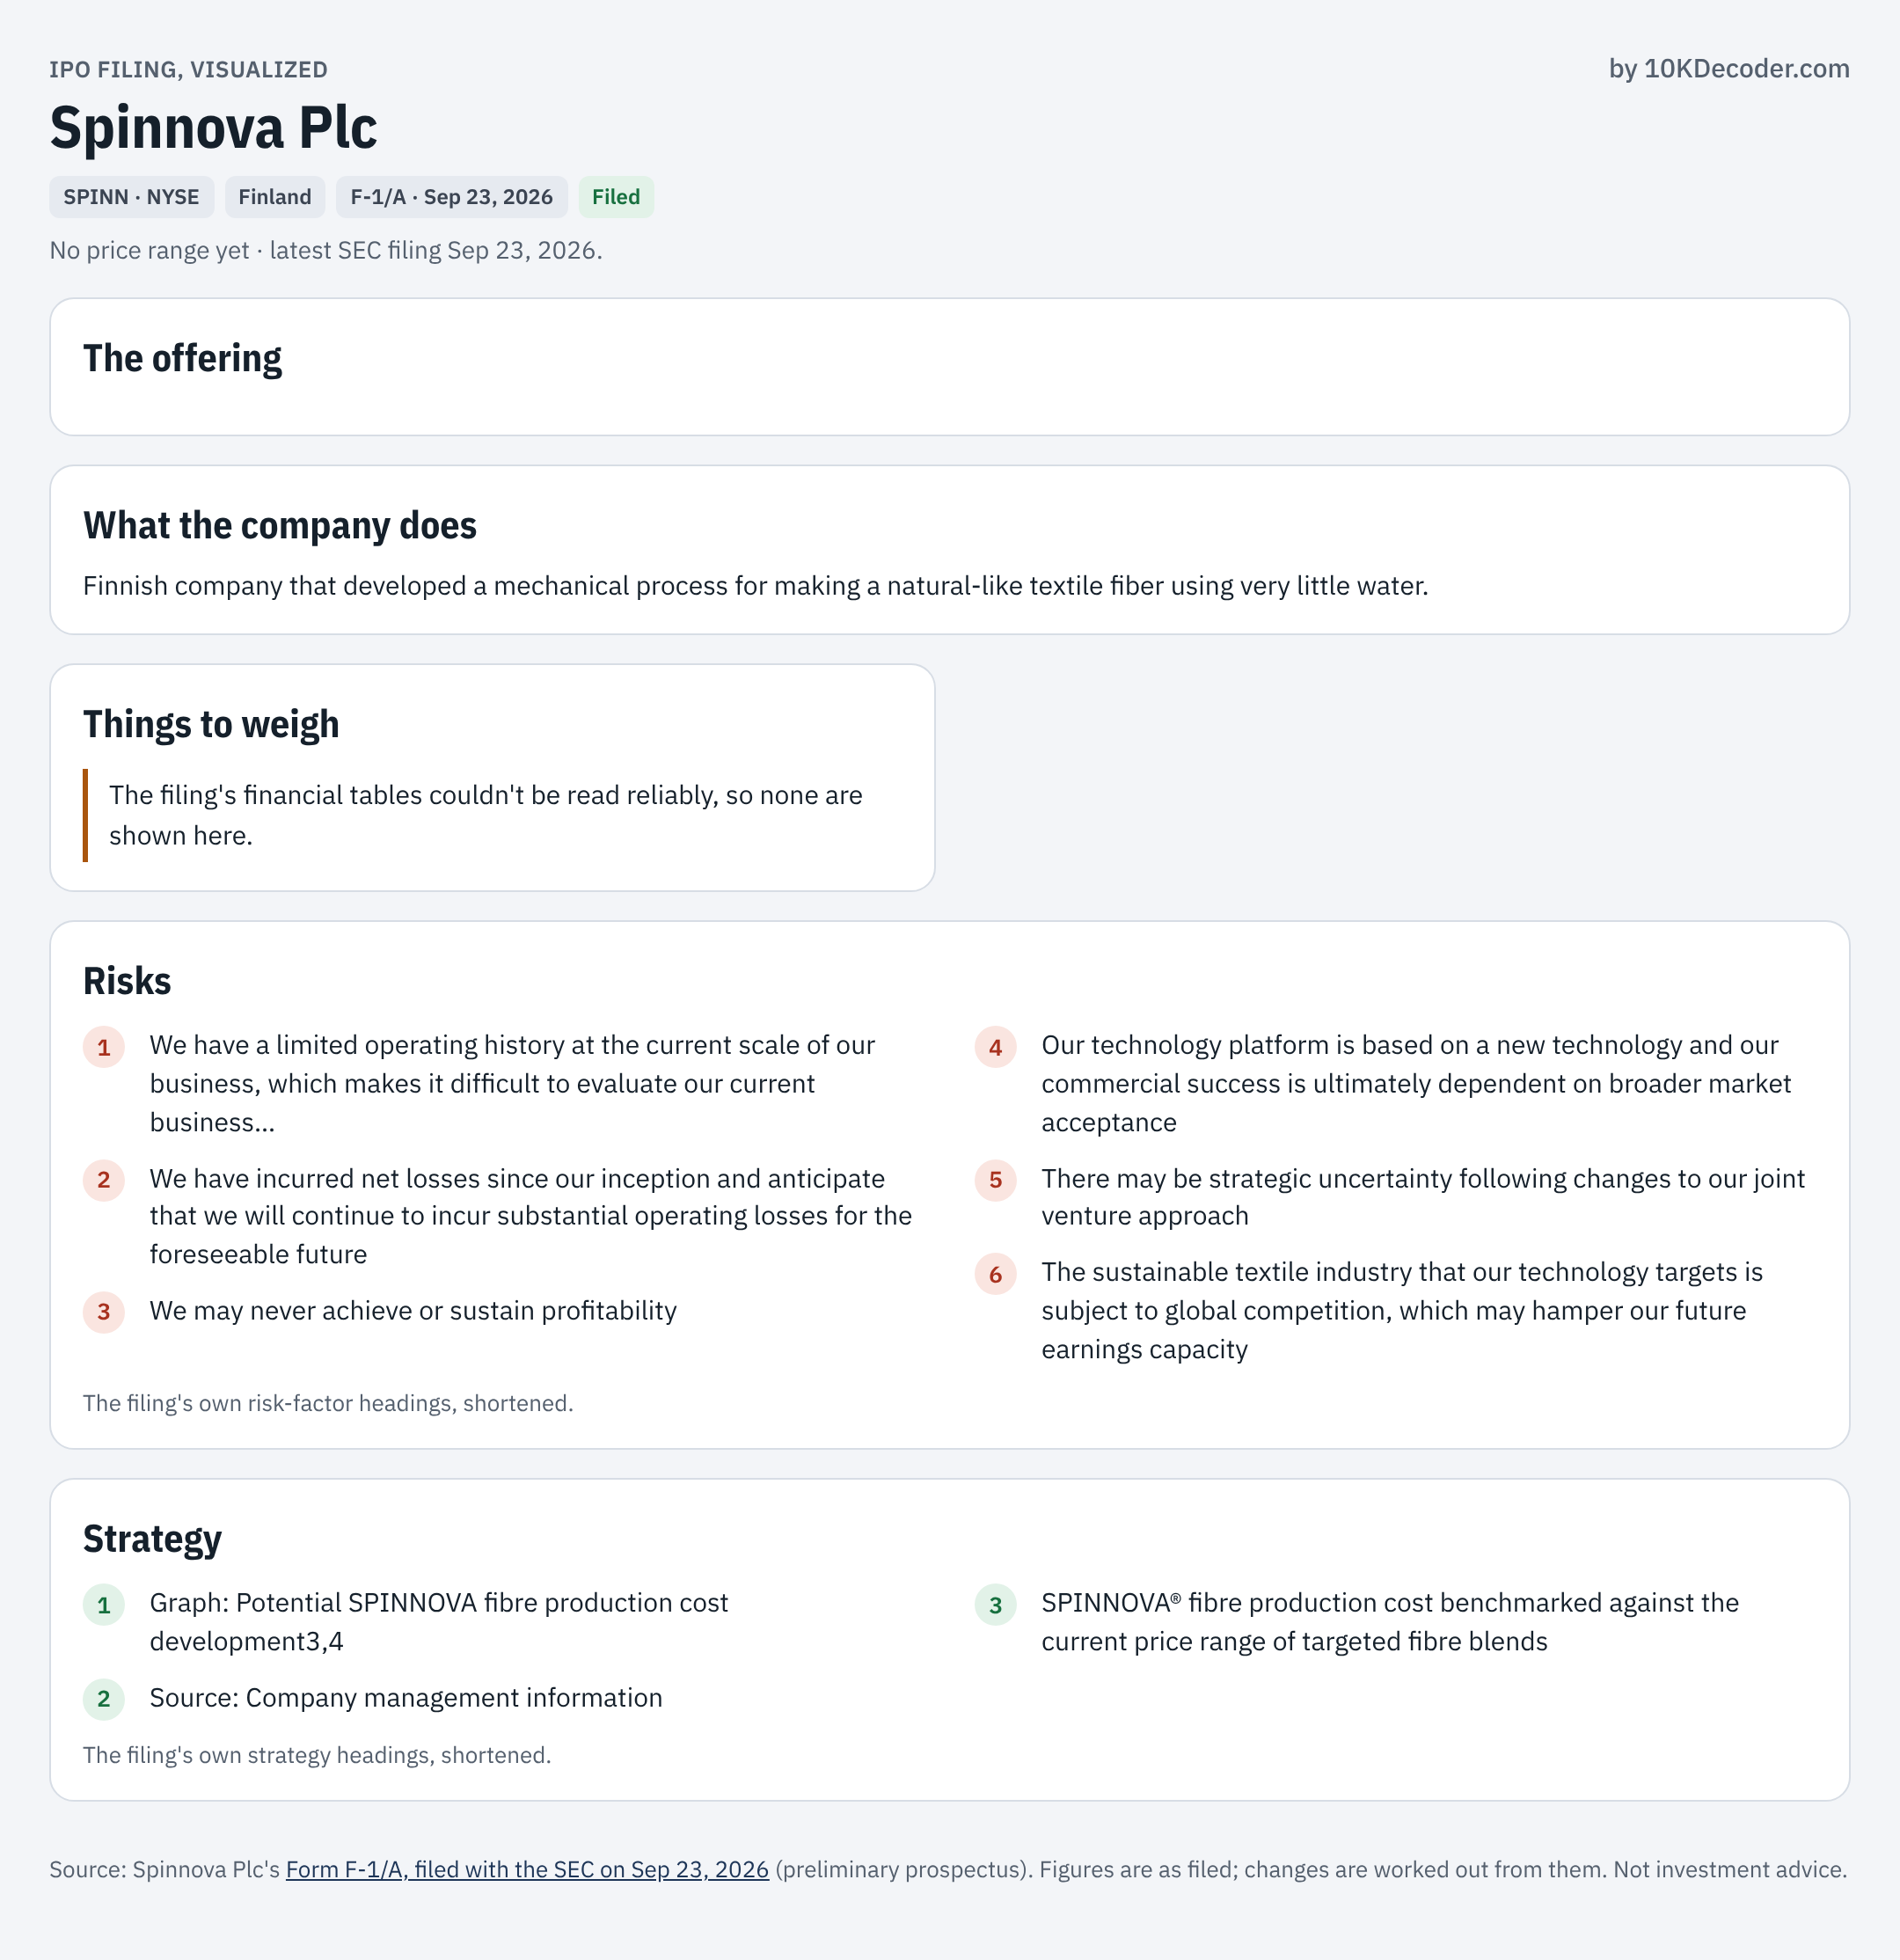 IPO FILING, VISUALIZED
by 10KDecoder.com
Spinnova Plc
SPINN · NYSE
Finland
F-1/A · Sep 23, 2026
Filed
No price range yet · latest SEC filing Sep 23, 2026.
The offering
What the company does
Finnish company that developed a mechanical process for making a natural-like textile fiber using very little water.
Things to weigh
The filing's financial tables couldn't be read reliably, so none are
shown here.
Risks
1
We have a limited operating history at the current scale of our
business, which makes it difficult to evaluate our current
business...
2
We have incurred net losses since our inception and anticipate
that we will continue to incur substantial operating losses for the
foreseeable future
3
We may never achieve or sustain profitability
4
Our technology platform is based on a new technology and our
commercial success is ultimately dependent on broader market
acceptance
5
There may be strategic uncertainty following changes to our joint
venture approach
6
The sustainable textile industry that our technology targets is
subject to global competition, which may hamper our future
earnings capacity
The filing's own risk-factor headings, shortened.
Strategy
1
Graph: Potential SPINNOVA fibre production cost
development3,4
2
Source: Company management information
3
SPINNOVA® fibre production cost benchmarked against the
current price range of targeted fibre blends
The filing's own strategy headings, shortened.
Source: Spinnova Plc's Form F-1/A, filed with the SEC on Sep 23, 2026 (preliminary prospectus). Figures are as filed; changes are worked out from them. Not investment advice.